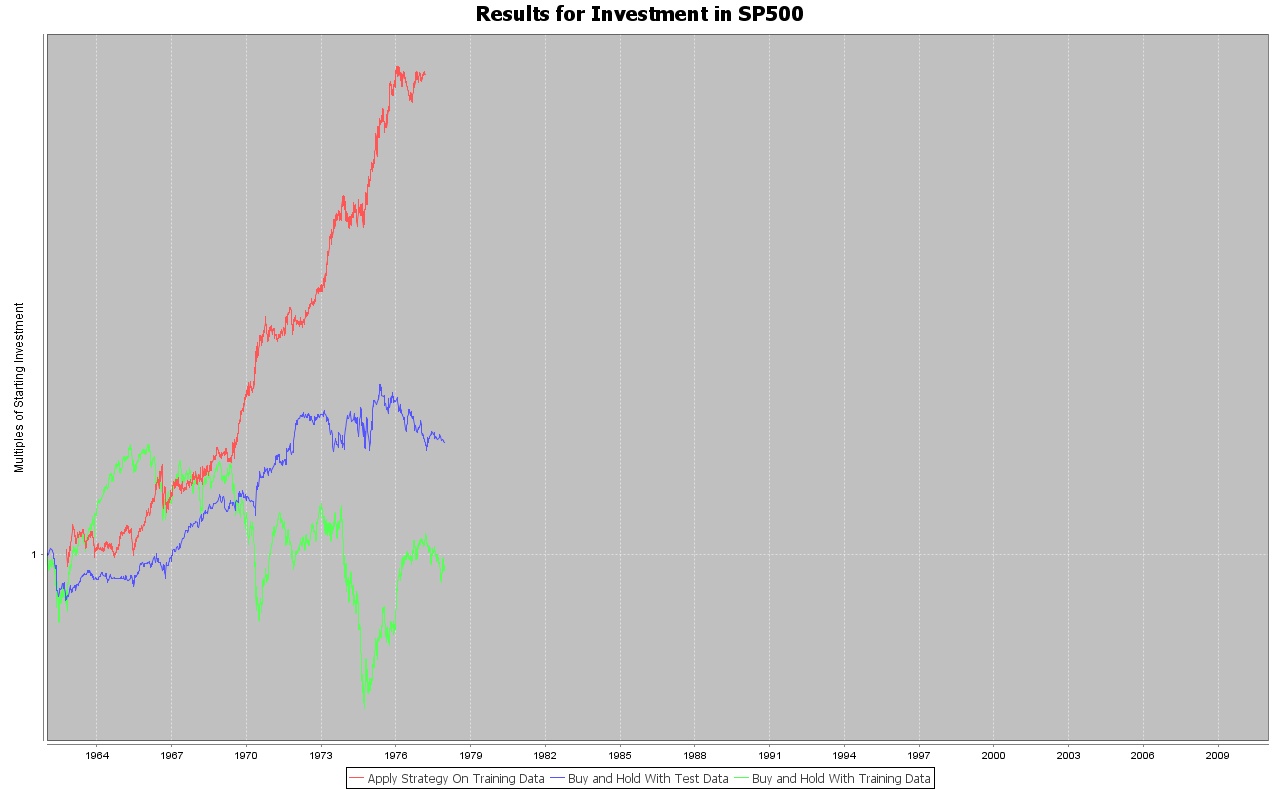 Results for Investment in SP500
Multiples of Starting Investment
1
1964 1967 1970 1973 1976 1979 1982 1985 1988 1991 1994 1997 2000 2003 2006 2009
Apply Strategy On Training Data Buy and Hold With Test Data Buy and Hold With Training Data